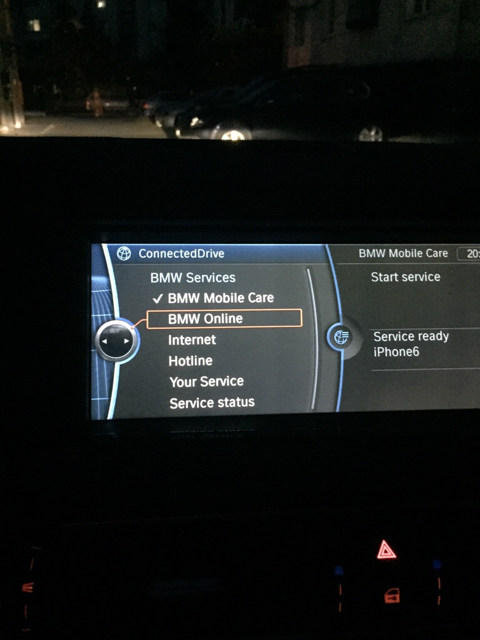 ConnectedDrive
BMW Services
✓ BMW Mobile Care
BMW Online
Internet
Hotline
Your Service
Service status
BMW Mobile Care
20:
Start service
Service ready
iPhone6